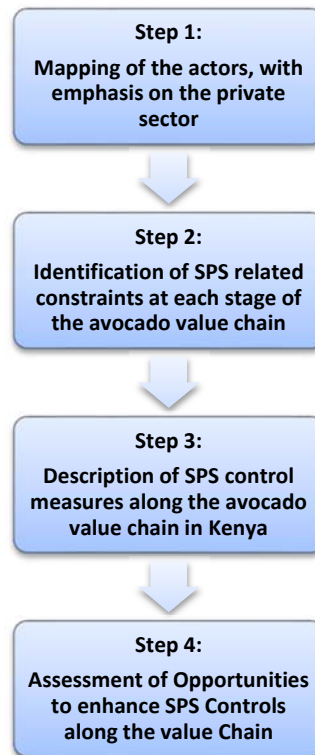 Step 1:
Mapping of the actors, with
emphasis on the private
sector
Step 2:
Identification of SPS related
constraints at each stage of
the avocado value chain
Step 3:
Description of SPS control
measures along the avocado
value chain in Kenya
Step 4:
Assessment of Opportunities
to enhance SPS Controls
along the value Chain